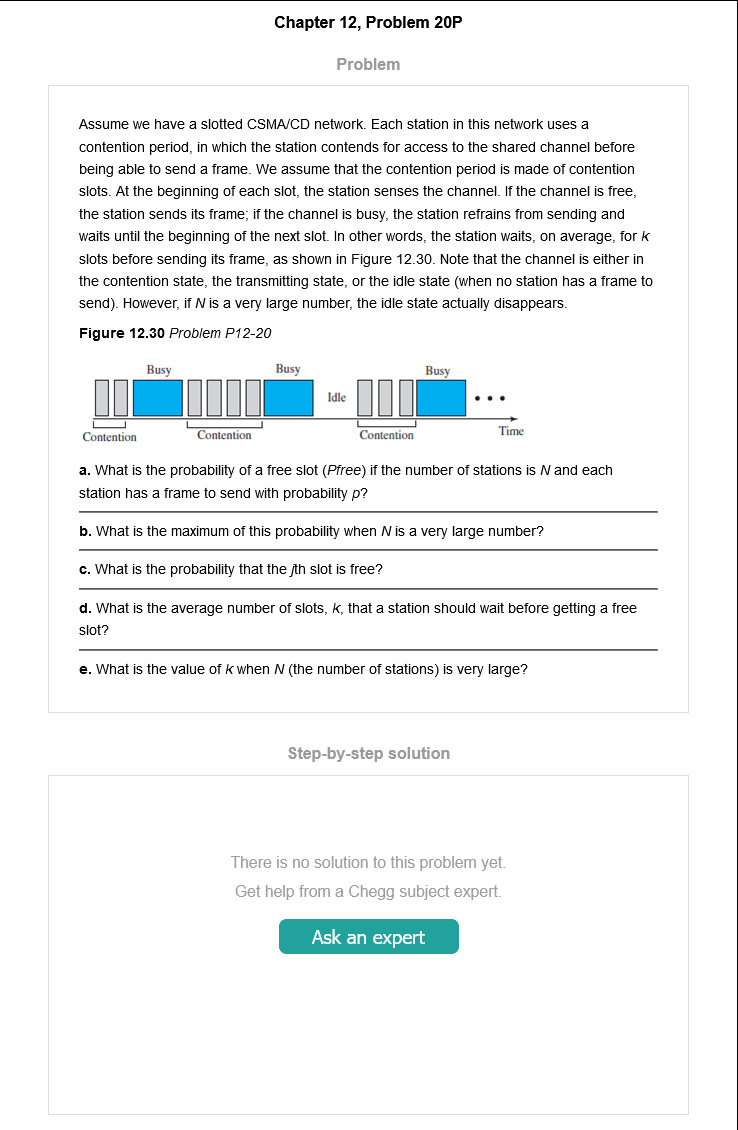 Chapter 12, Problem 20P
Problem
Assume we have a slotted CSMA/CD network. Each station in this network uses a
contention period, in which the station contends for access to the shared channel before
being able to send a frame. We assume that the contention period is made of contention
slots. At the beginning of each slot, the station senses the channel. If the channel is free,
the station sends its frame; if the channel is busy, the station refrains from sending and
waits until the beginning of the next slot. In other words, the station waits, on average, for k
slots before sending its frame, as shown in Figure 12.30. Note that the channel is either in
the contention state, the transmitting state, or the idle state (when no station has a frame to
send). However, if N is a very large number, the idle state actually disappears.
Figure 12.30 Problem P12-20
Busy Busy Busy
Idle
Contention Contention Contention Time
a. What is the probability of a free slot (Pfree) if the number of stations is N and each
station has a frame to send with probability p?
b. What is the maximum of this probability when N is a very large number?
c. What is the probability that the jth slot is free?
d. What is the average number of slots, k, that a station should wait before getting a free
slot?
e. What is the value of k when N (the number of stations) is very large?
Step-by-step solution
There is no solution to this problem yet.
Get help from a Chegg subject expert.
Ask an expert